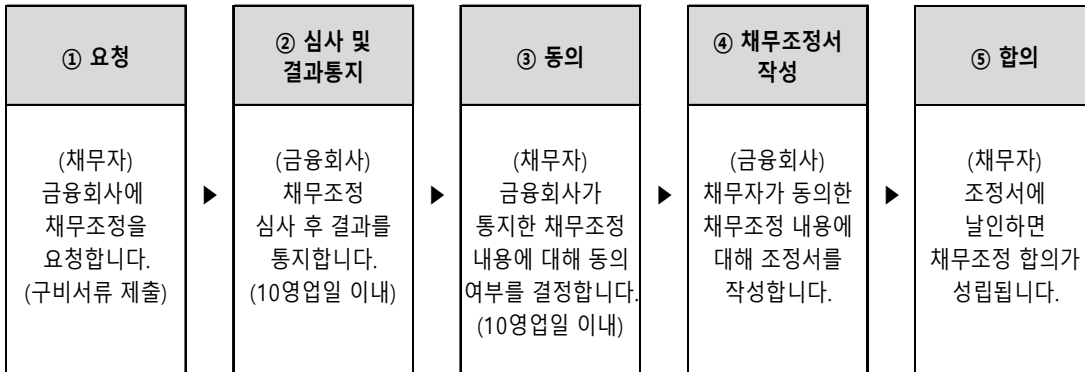 ① 요청
(채무자)
금융회사에
채무조정을
요청합니다.
(구비서류 제출)
▶
② 심사 및
결과통지
(금융회사)
채무조정
심사 후 결과를
통지합니다.
(10영업일 이내)
▶
③ 동의
(채무자)
금융회사가
통지한 채무조정
내용에 대해 동의
여부를 결정합니다.
(10영업일 이내)
▶
④ 채무조정서
작성
(금융회사)
채무자가 동의한
채무조정 내용에
대해 조정서를
작성합니다.
▶
⑤ 합의
(채무자)
조정서에
날인하면
채무조정 합의가
성립됩니다.